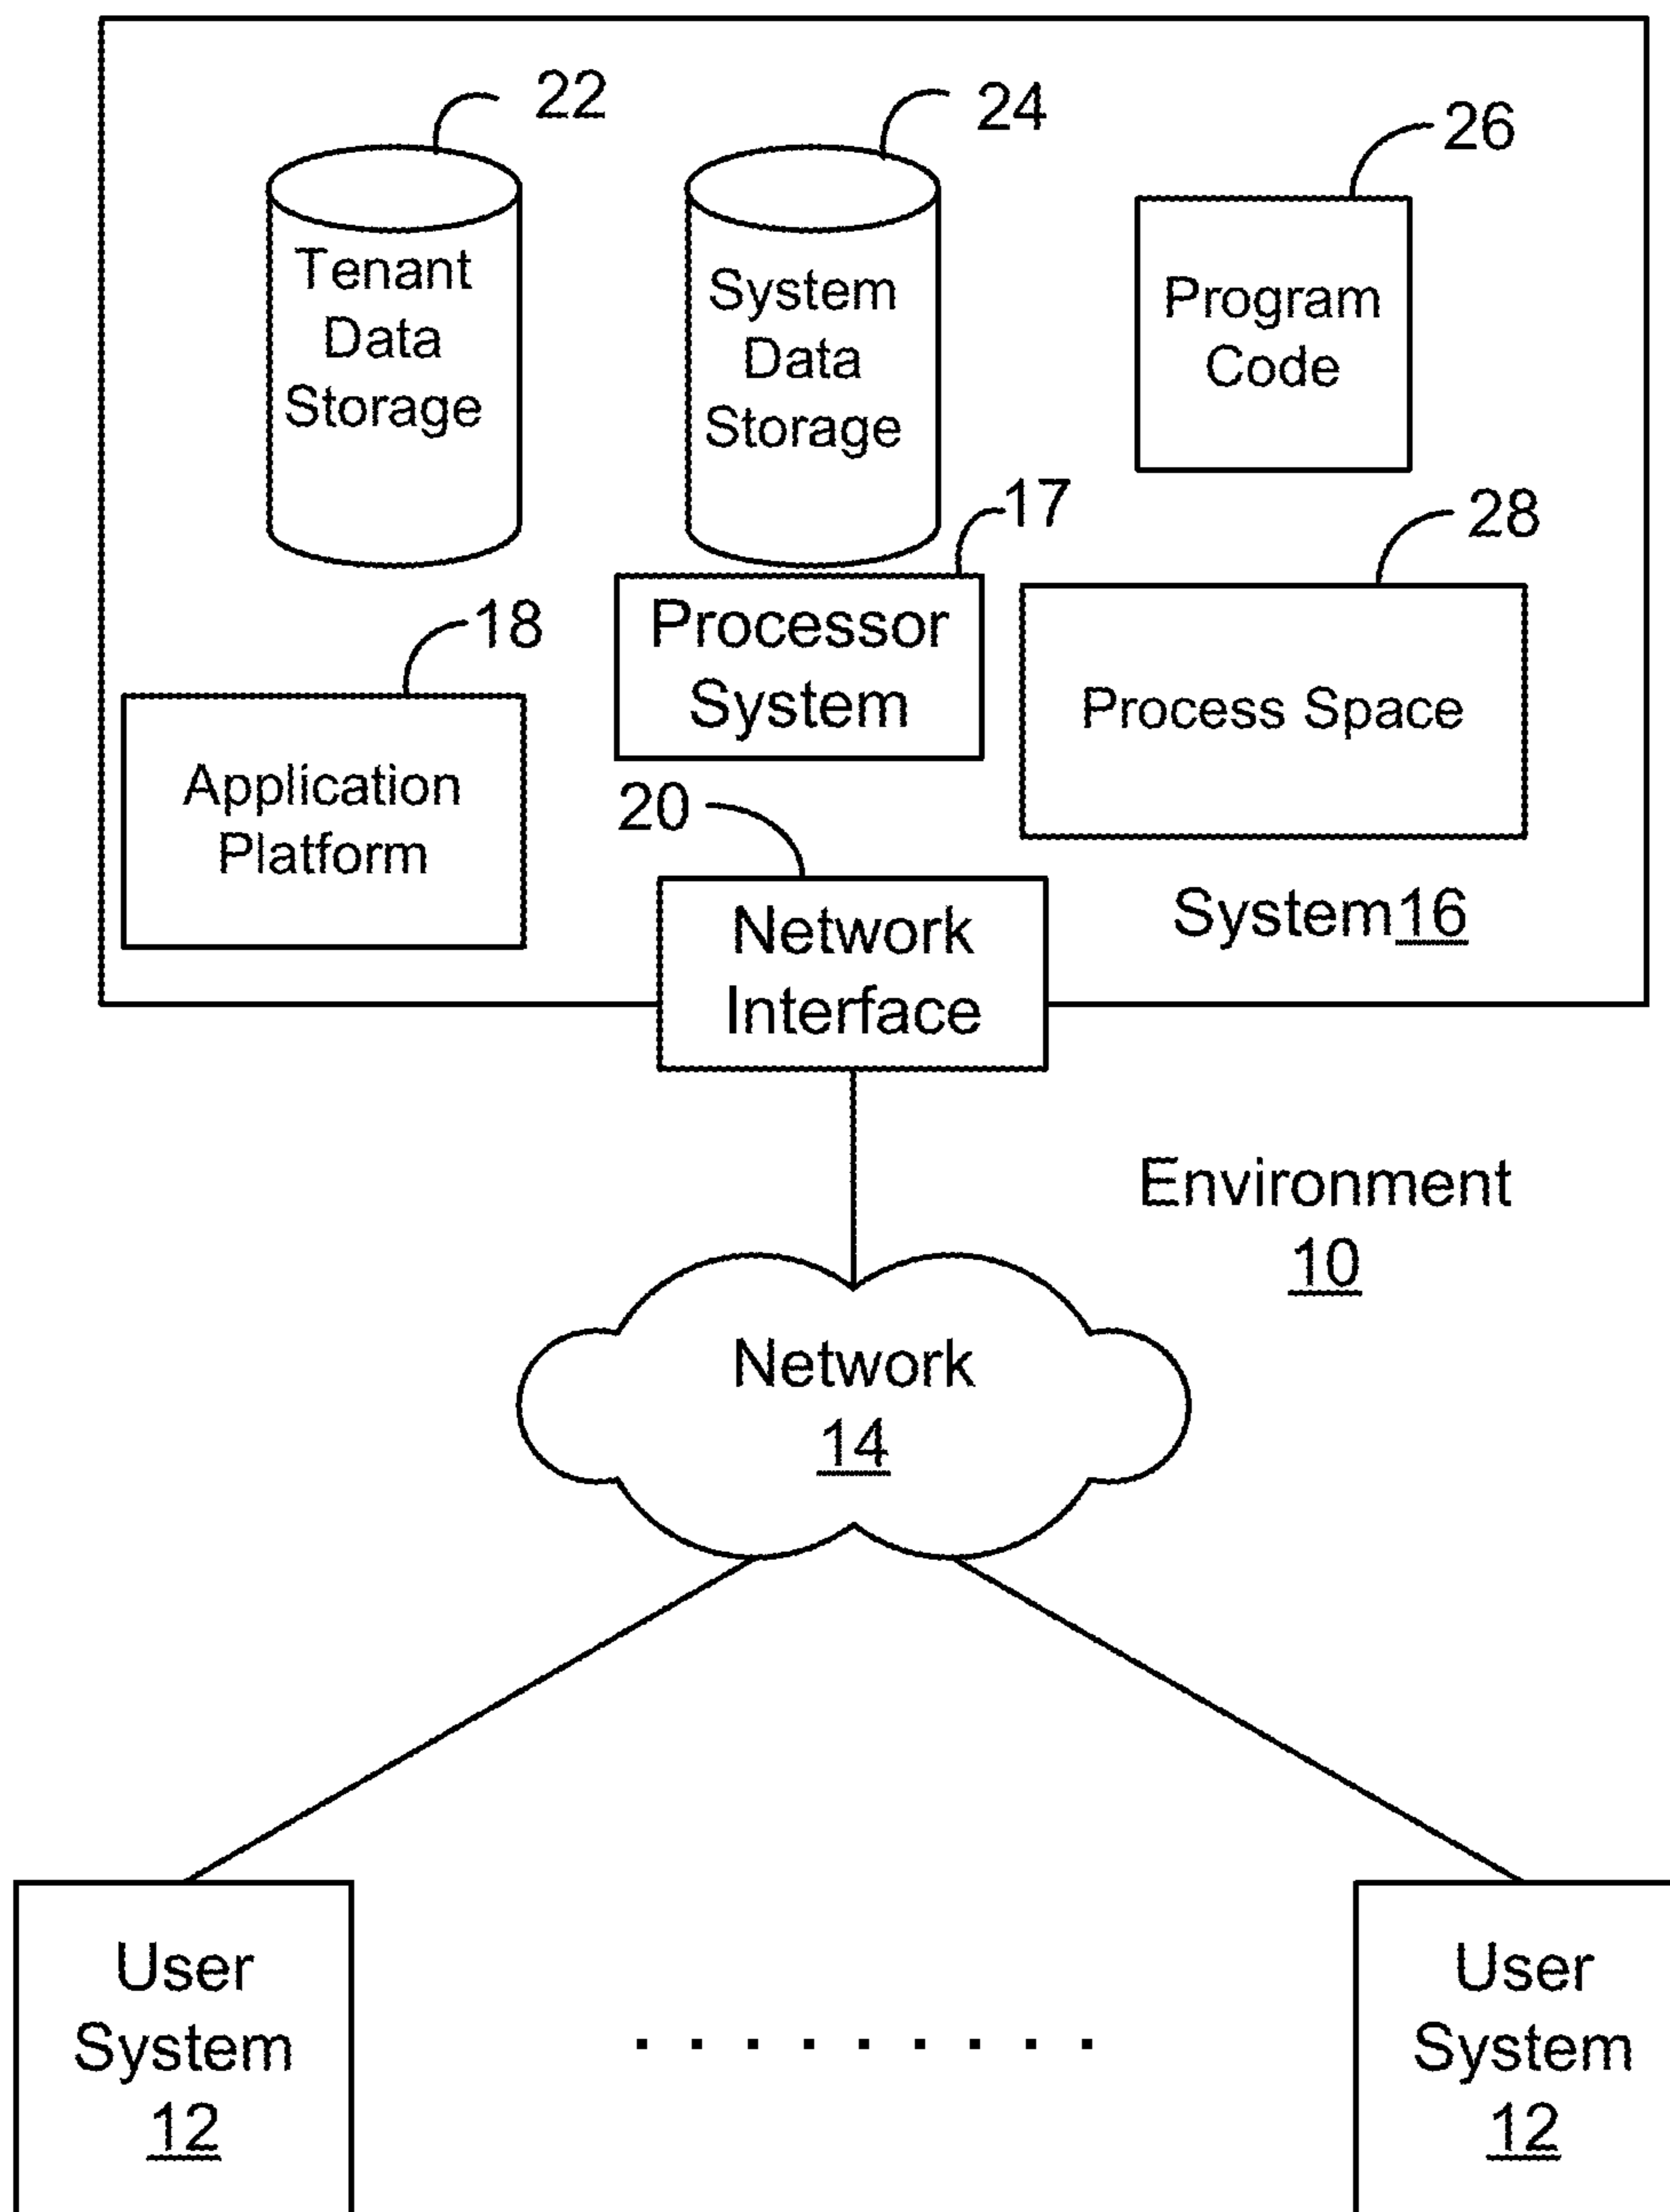 22
24
26
Tenant
Data
Storage
System
Data
Storage
Program
Code
17
28
18
Processor
System
Process Space
Application
Platform
20
Network
Interface
System16
Environment
10
Network
14
User
System
12
User
System
12